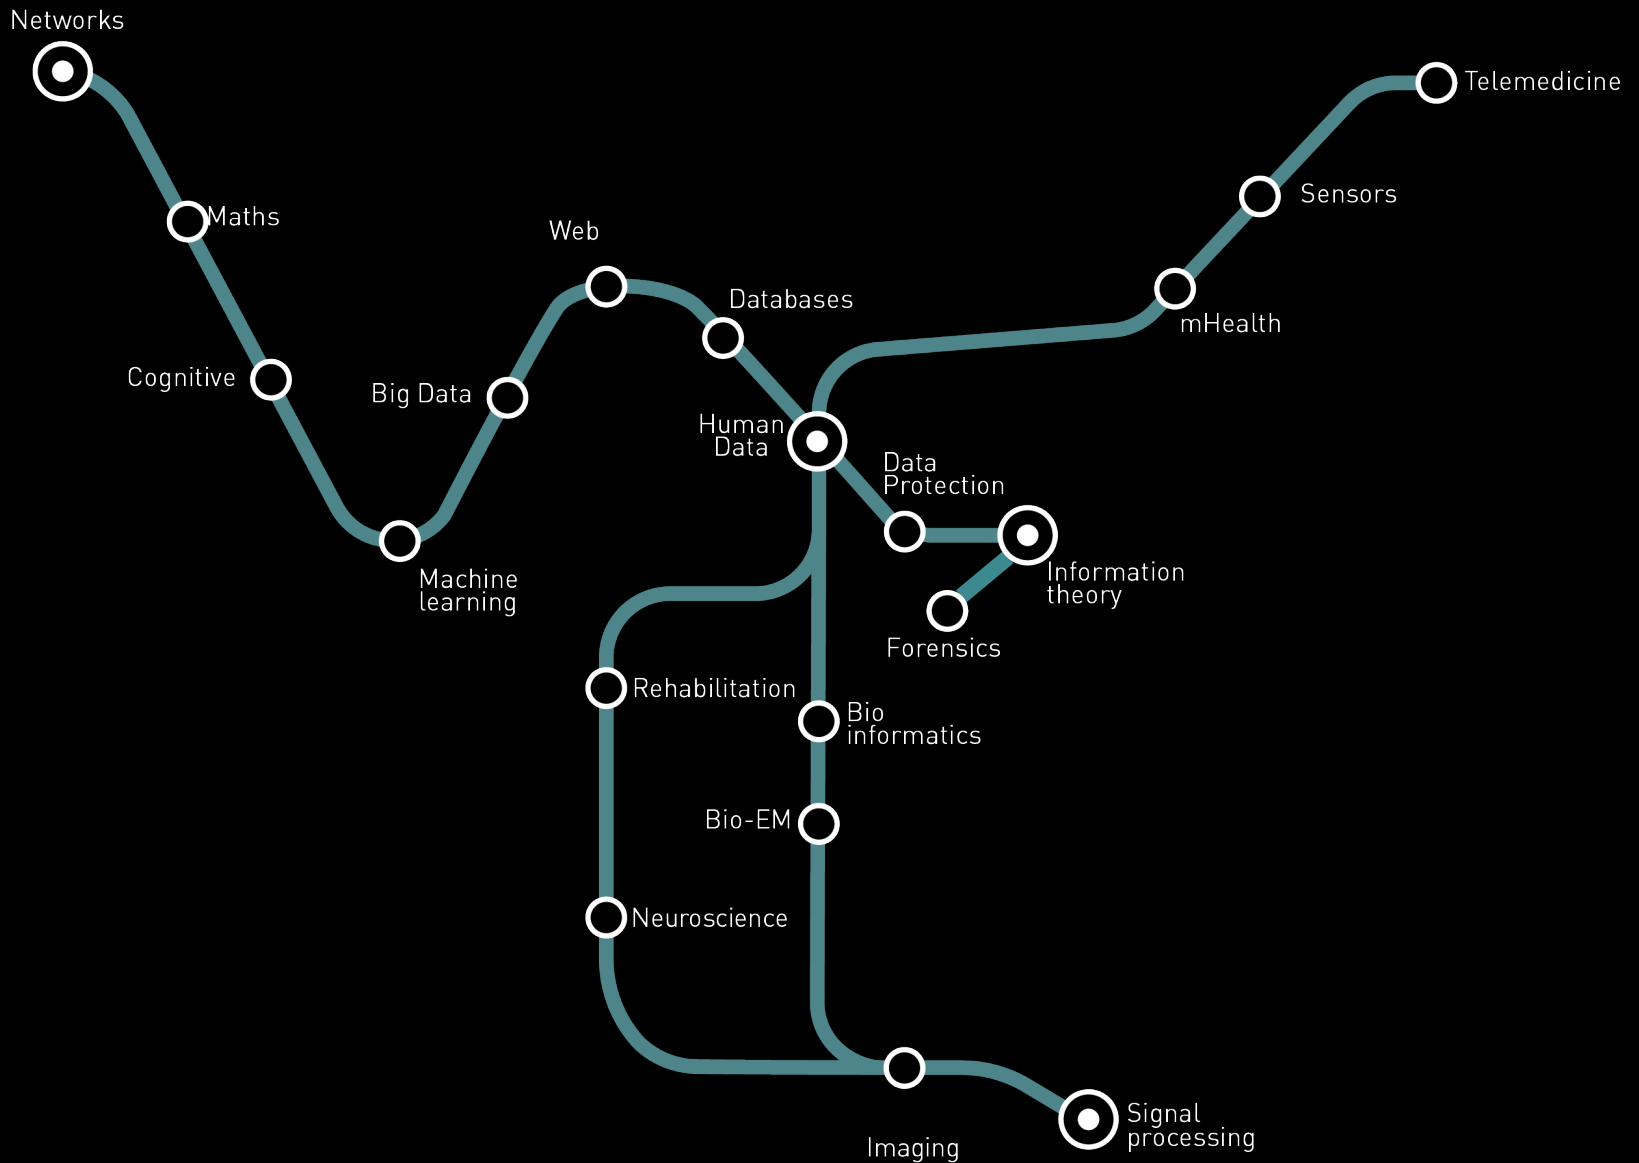 Networks
Telemedicine
Sensors
Maths
Web
Databases
mHealth
Cognitive
Big Data
Human
Data
Data
Protection
Machine
learning
Information
theory
Forensics
Rehabilitation
Bio
informatics
Bio-EM
Neuroscience
Signal
processing
Imaging